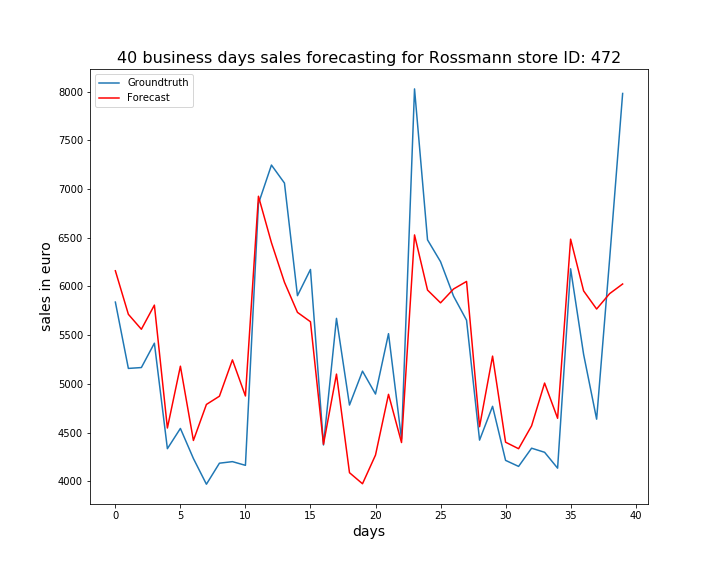 40 business days sales forecasting for Rossmann store ID: 472
Groundtruth
Forecast
8000
7500
7000
6500
6000
5500
5000
4500
4000
sales in euro
0 5 10 15 20 25 30 35 40
days